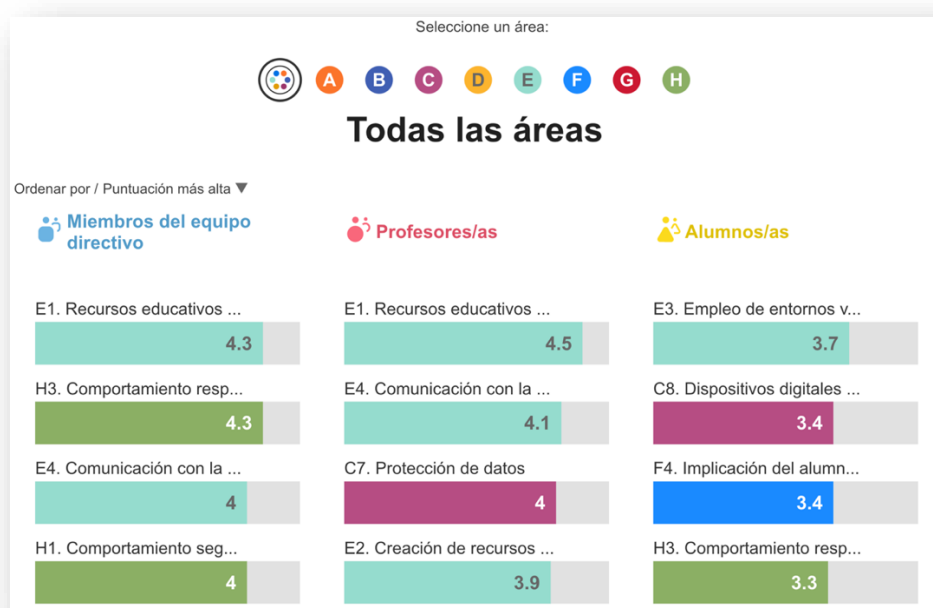 Seleccione un área:
A B C D E F G H
Todas las áreas
Ordenar por / Puntuación más alta ▼
Miembros del equipo
directivo
E1. Recursos educativos ...
4.3
H3. Comportamiento resp...
4.3
E4. Comunicación con la ...
4
H1. Comportamiento seg...
4
Profesores/as
E1. Recursos educativos ...
4.5
E4. Comunicación con la ...
4.1
C7. Protección de datos
4
E2. Creación de recursos ...
3.9
Alumnos/as
E3. Empleo de entornos v...
3.7
C8. Dispositivos digitales ...
3.4
F4. Implicación del alumn...
3.4
H3. Comportamiento resp...
3.3